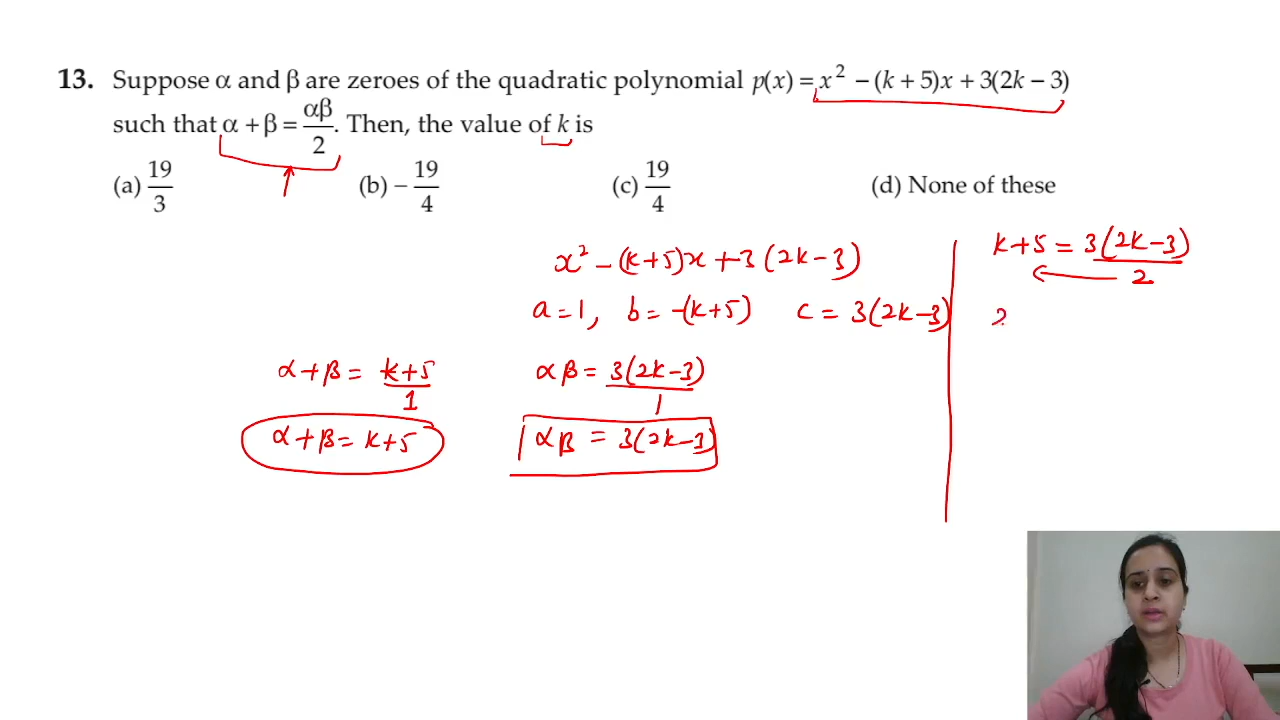 13. Suppose α and β are zeroes of the quadratic polynomial p(x) = x² − (k + 5)x + 3(2k − 3)
such that α + β = αβ/2. Then, the value of k is
(a) 19/3 (b) − 19/4 (c) 19/4 (d) None of these
x² − (k+5)x + 3(2k−3)
a = 1, b = −(k+5) c = 3(2k−3)
α+β = k+5/1 αβ = 3(2k−3)/1
α+β = k+5 αβ = 3(2k−3)
k+5 = 3(2k−3)/2
2